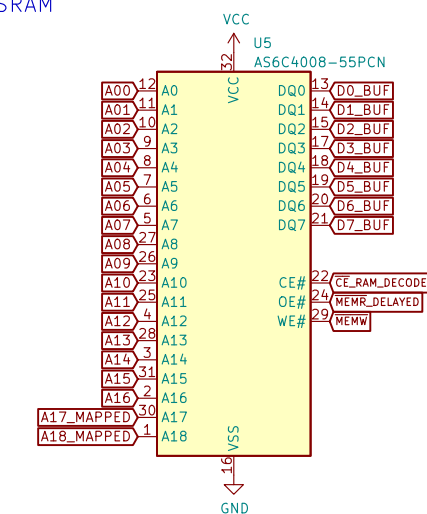 SRAM
VCC
U5
AS6C4008-55PCN
32
VCC
A00 12 A0 DQ0 13 D0_BUF
A01 11 A1 DQ1 14 D1_BUF
A02 10 A2 DQ2 15 D2_BUF
A03 9 A3 DQ3 17 D3_BUF
A04 8 A4 DQ4 18 D4_BUF
A05 7 A5 DQ5 19 D5_BUF
A06 6 A6 DQ6 20 D6_BUF
A07 5 A7 DQ7 21 D7_BUF
A08 27 A8
A09 26 A9
A10 23 A10 CE# 22 CE_RAM_DECODE
A11 25 A11 OE# 24 MEMR_DELAYED
A12 4 A12 WE# 29 MEMW
A13 28 A13
A14 3 A14
A15 31 A15
A16 2 A16
A17_MAPPED 30 A17
A18_MAPPED 1 A18
VSS
16
GND